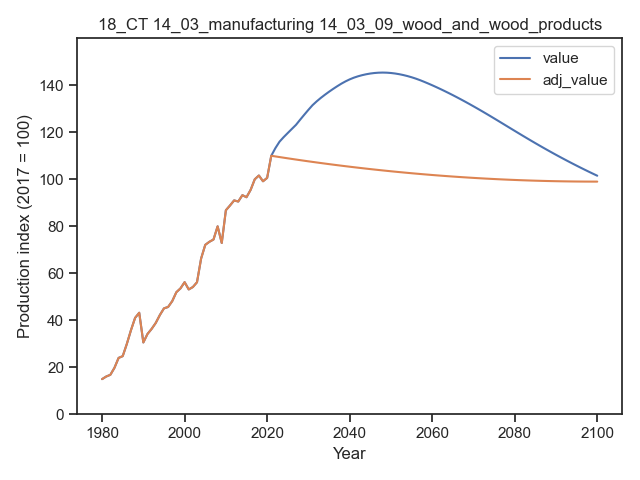 18_CT 14_03_manufacturing 14_03_09_wood_and_wood_products
value
adj_value
Production index (2017 = 100)
140
120
100
80
60
40
20
0
1980 2000 2020 2040 2060 2080 2100
Year